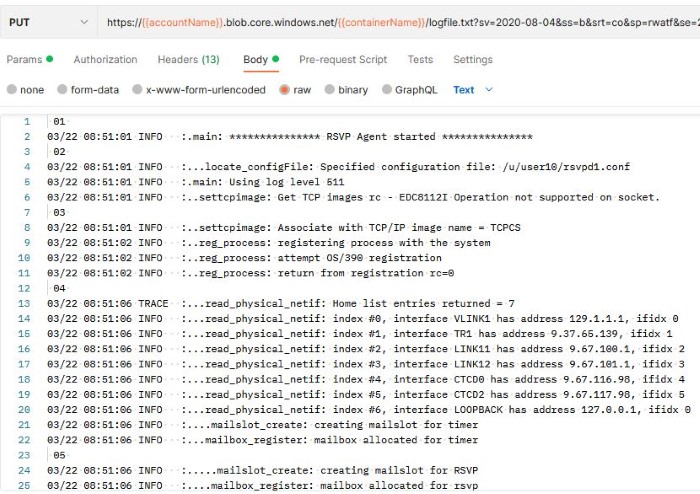 PUT https://{{accountName}}.blob.core.windows.net/{{containerName}}/logfile.txt?sv=2020-08-04&ss=b&srt=co&sp=rwatf&se=2
Params Authorization Headers (13) Body Pre-request Script Tests Settings
none form-data x-www-form-urlencoded raw binary GraphQL Text
1 01
2 03/22 08:51:01 INFO :.main: *************** RSVP Agent started ***************
3 02
4 03/22 08:51:01 INFO :...locate_configFile: Specified configuration file: /u/user10/rsvpd1.conf
5 03/22 08:51:01 INFO :.main: Using log level 511
6 03/22 08:51:01 INFO :..settcpimage: Get TCP images rc - EDC8112I Operation not supported on socket.
7 03
8 03/22 08:51:01 INFO :..settcpimage: Associate with TCP/IP image name = TCPCS
9 03/22 08:51:02 INFO :..reg_process: registering process with the system
10 03/22 08:51:02 INFO :..reg_process: attempt OS/390 registration
11 03/22 08:51:02 INFO :..reg_process: return from registration rc=0
12 04
13 03/22 08:51:06 TRACE :...read_physical_netif: Home list entries returned = 7
14 03/22 08:51:06 INFO :...read_physical_netif: index #0, interface VLINK1 has address 129.1.1.1, ifidx 0
15 03/22 08:51:06 INFO :...read_physical_netif: index #1, interface TR1 has address 9.37.65.139, ifidx 1
16 03/22 08:51:06 INFO :...read_physical_netif: index #2, interface LINK11 has address 9.67.100.1, ifidx 2
17 03/22 08:51:06 INFO :...read_physical_netif: index #3, interface LINK12 has address 9.67.101.1, ifidx 3
18 03/22 08:51:06 INFO :...read_physical_netif: index #4, interface CTCD0 has address 9.67.116.98, ifidx 4
19 03/22 08:51:06 INFO :...read_physical_netif: index #5, interface CTCD2 has address 9.67.117.98, ifidx 5
20 03/22 08:51:06 INFO :...read_physical_netif: index #6, interface LOOPBACK has address 127.0.0.1, ifidx 0
21 03/22 08:51:06 INFO :....mailslot_create: creating mailslot for timer
22 03/22 08:51:06 INFO :...mailbox_register: mailbox allocated for timer
23 05
24 03/22 08:51:06 INFO :.....mailslot_create: creating mailslot for RSVP
25 03/22 08:51:06 INFO :....mailbox_register: mailbox allocated for rsvp